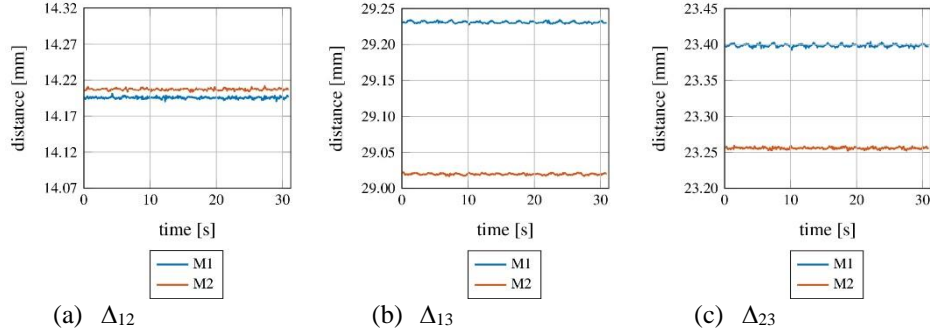 14.32
14.27
14.22
14.17
14.12
14.07
distance [mm]
0 10 20 30
time [s]
M1
M2
(a) Δ12
29.25
29.20
29.15
29.10
29.05
29.00
distance [mm]
0 10 20 30
time [s]
M1
M2
(b) Δ13
23.40
23.35
23.30
23.25
23.20
distance [mm]
0 10 20 30
time [s]
M1
M2
(c) Δ23